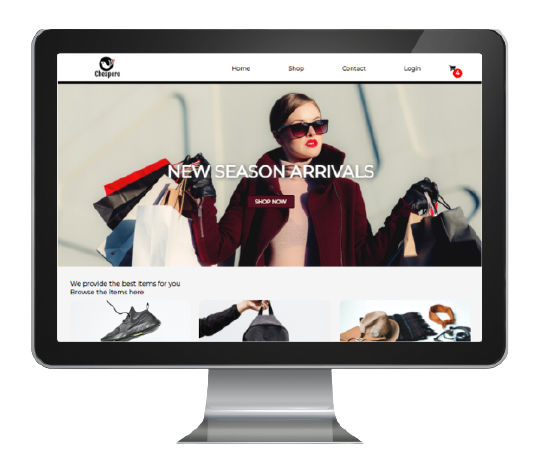 Cheapero
Home Shop Contact Login 4
NEW SEASON ARRIVALS
SHOP NOW
We provide the best items for you
Browse the items here